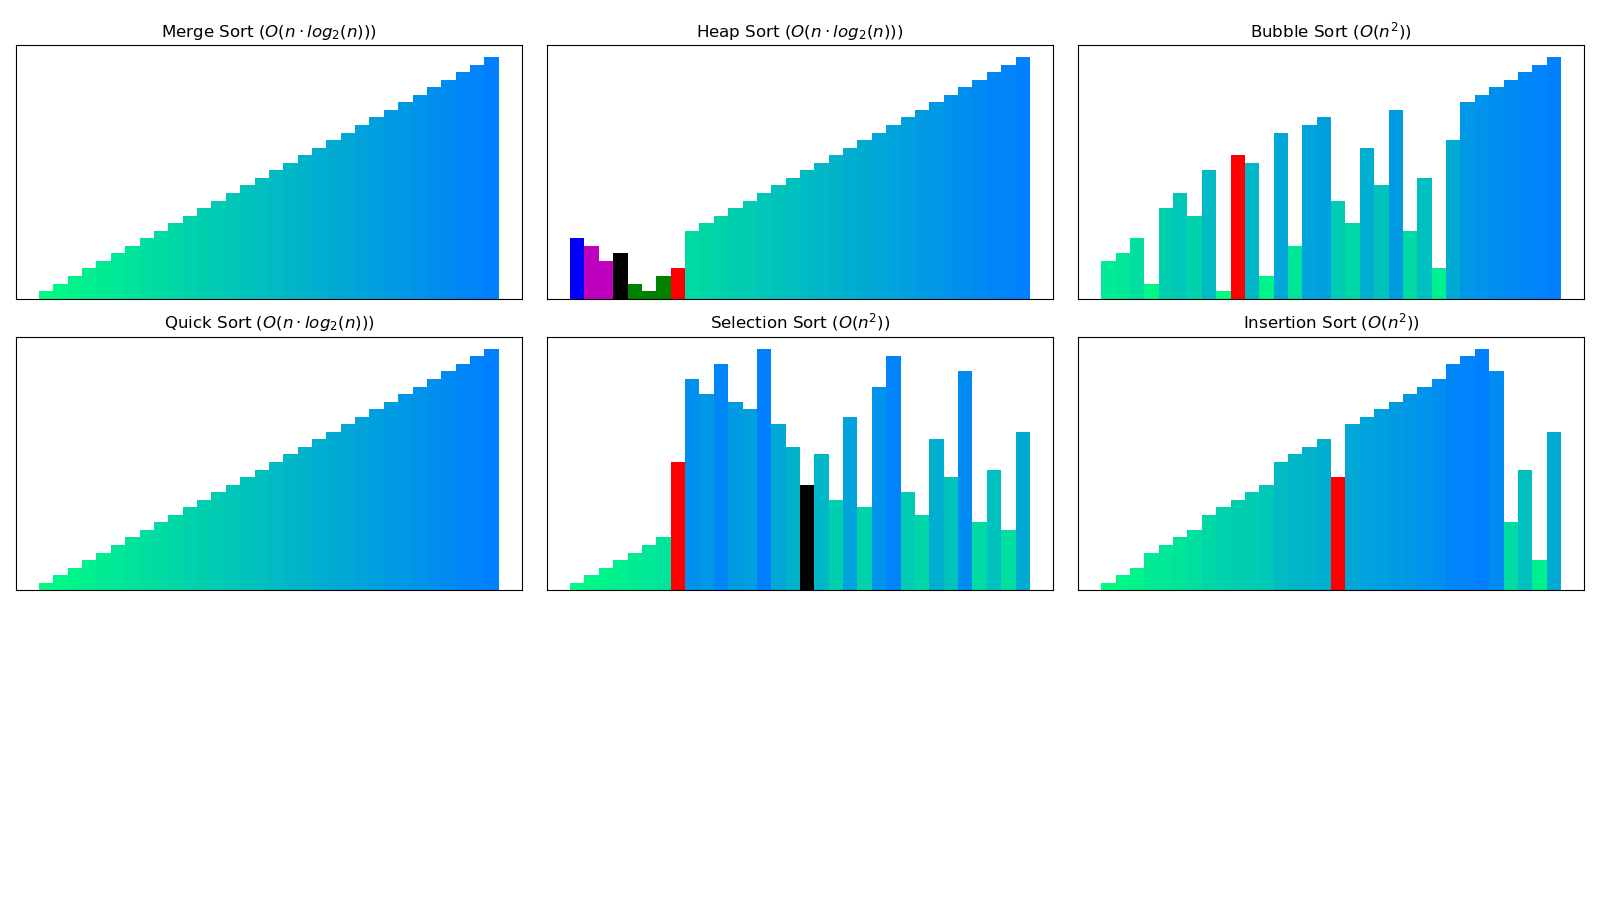 Merge Sort (O(n · log₂(n)))
Heap Sort (O(n · log₂(n)))
Bubble Sort (O(n²))
Quick Sort (O(n · log₂(n)))
Selection Sort (O(n²))
Insertion Sort (O(n²))